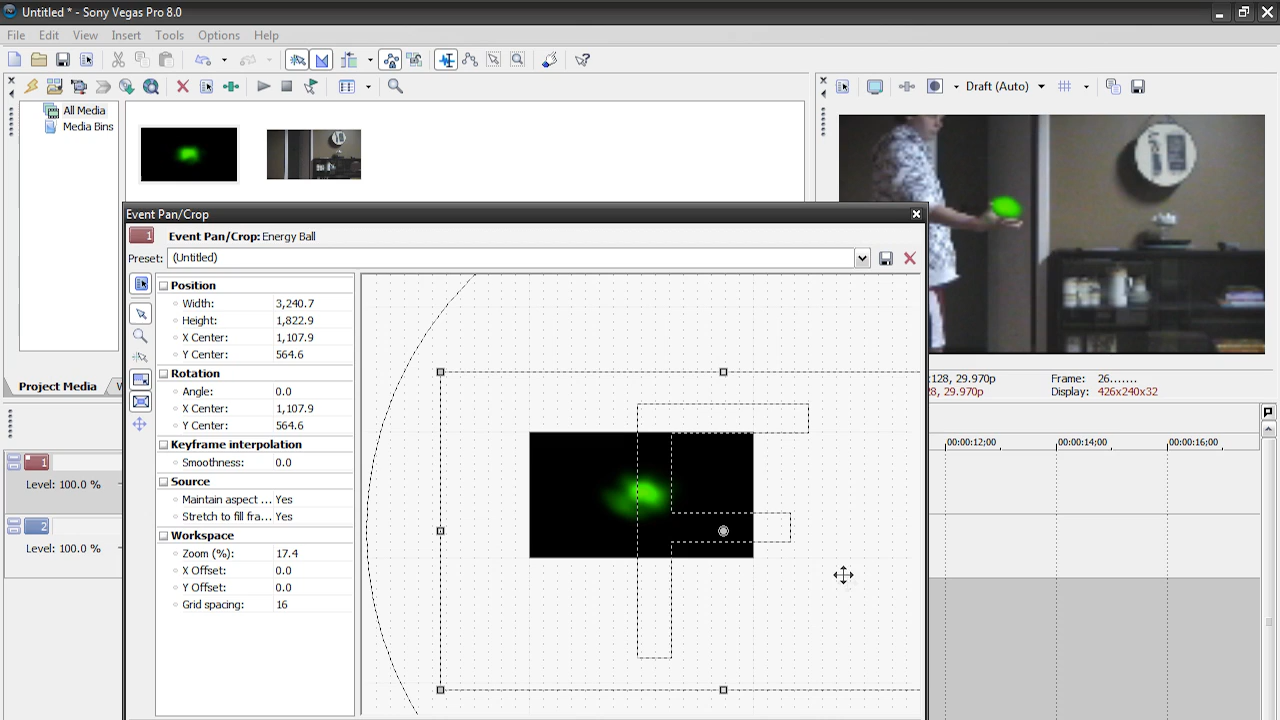 Untitled * - Sony Vegas Pro 8.0
File Edit View Insert Tools Options Help
Draft (Auto)
All Media
Media Bins
Project Media
Event Pan/Crop
Event Pan/Crop: Energy Ball
Preset: (Untitled)
Position
Width: 3,240.7
Height: 1,822.9
X Center: 1,107.9
Y Center: 564.6
Rotation
Angle: 0.0
X Center: 1,107.9
Y Center: 564.6
Keyframe interpolation
Smoothness: 0.0
Source
Maintain aspect ... Yes
Stretch to fill fra... Yes
Workspace
Zoom (%): 17.4
X Offset: 0.0
Y Offset: 0.0
Grid spacing: 16
:128, 29.970p Frame: 26.......
28, 29.970p Display: 426x240x32
00:00:12;00 00:00:14;00 00:00:16;00
1
Level: 100.0 %
2
Level: 100.0 %